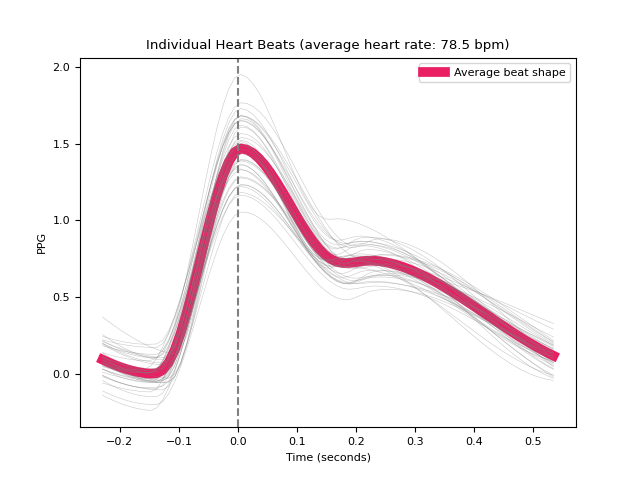 Individual Heart Beats (average heart rate: 78.5 bpm)
Average beat shape
PPG
2.0
1.5
1.0
0.5
0.0
−0.2 −0.1 0.0 0.1 0.2 0.3 0.4 0.5
Time (seconds)